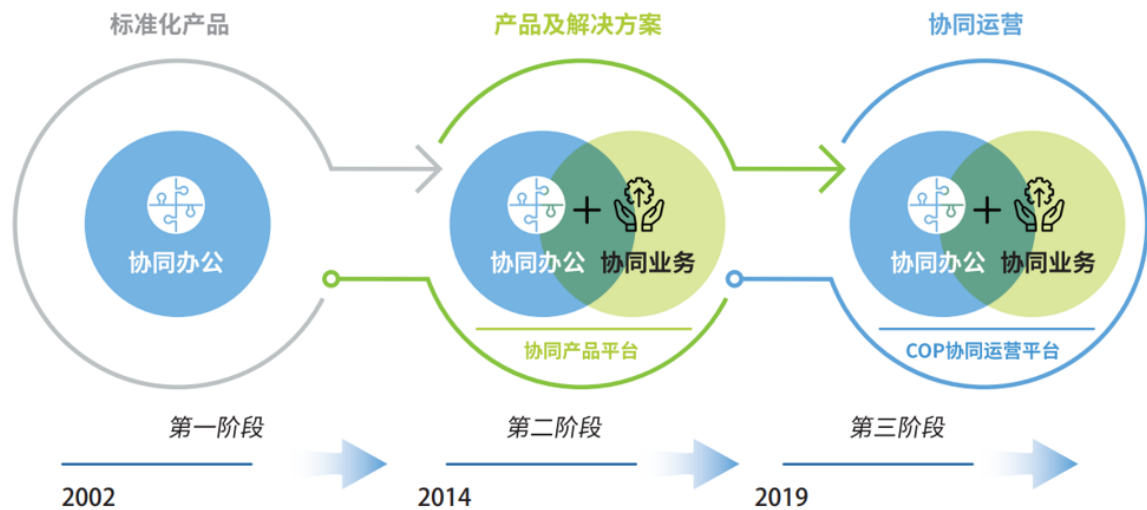 标准化产品
产品及解决方案
协同运营
协同办公
协同办公
+
协同业务
协同办公
+
协同业务
协同产品平台
COP协同运营平台
第一阶段
第二阶段
第三阶段
2002
2014
2019